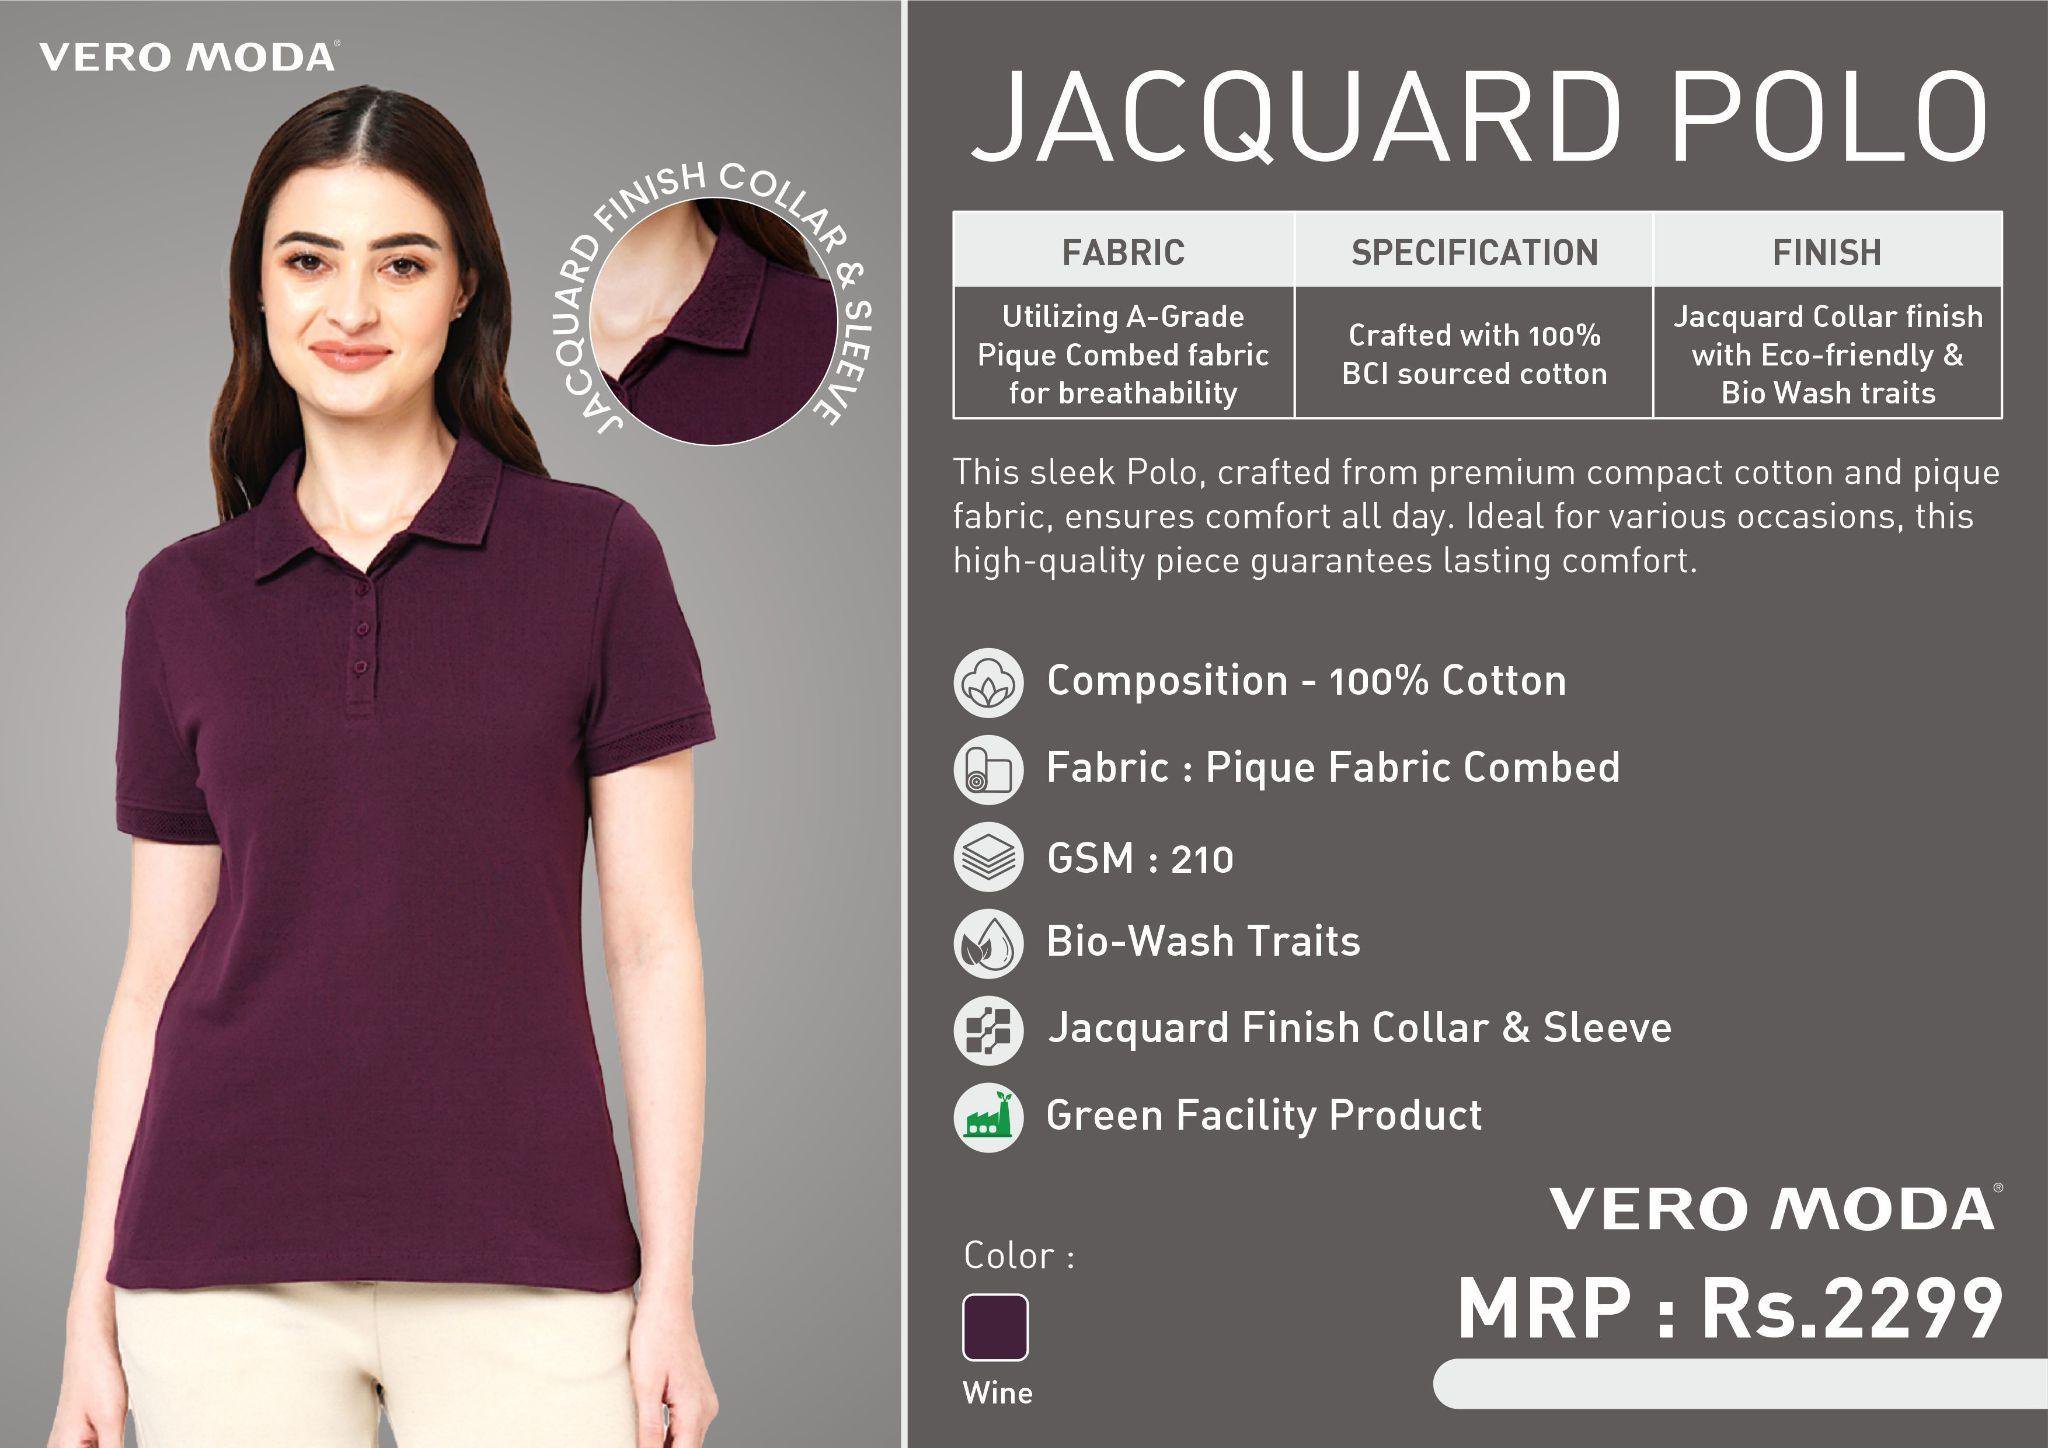 VERO MODA®
JACQUARD FINISH COLLAR & SLEEVE
JACQUARD POLO
FABRIC
SPECIFICATION
FINISH
Utilizing A-Grade
Pique Combed fabric
for breathability
Crafted with 100%
BCI sourced cotton
Jacquard Collar finish
with Eco-friendly &
Bio Wash traits
This sleek Polo, crafted from premium compact cotton and pique
fabric, ensures comfort all day. Ideal for various occasions, this
high-quality piece guarantees lasting comfort.
Composition - 100% Cotton
Fabric : Pique Fabric Combed
GSM : 210
Bio-Wash Traits
Jacquard Finish Collar & Sleeve
Green Facility Product
Color :
Wine
VERO MODA®
MRP : Rs.2299